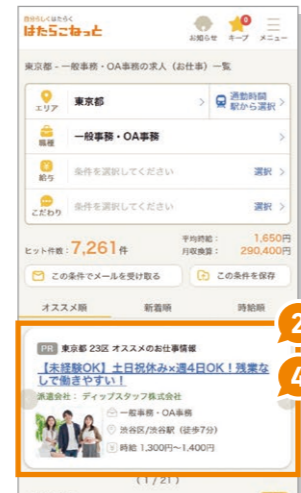 自分らしくはたらく
はたらこねっと
お知らせ
0
キープ
メニュー
東京都 - 一般事務・OA事務の求人（お仕事）一覧
エリア
東京都
通勤時間
駅から選択
職種
一般事務・OA事務
給与
条件を選択してください
選択
こだわり
条件を選択してください
選択
ヒット件数：7,261件
平均時給： 1,650円
月収換算： 290,400円
この条件でメールを受け取る
この条件を保存
オススメ順
新着順
時給順
2
PR 東京都 23区 オススメのお仕事情報
【未経験OK】土日祝休み×週4日OK！残業なしで働きやすい！
4
派遣会社： ディップスタッフ株式会社
一般事務・OA事務
渋谷区/渋谷駅（徒歩7分）
時給 1,300円～1,400円
( 1 / 21 )